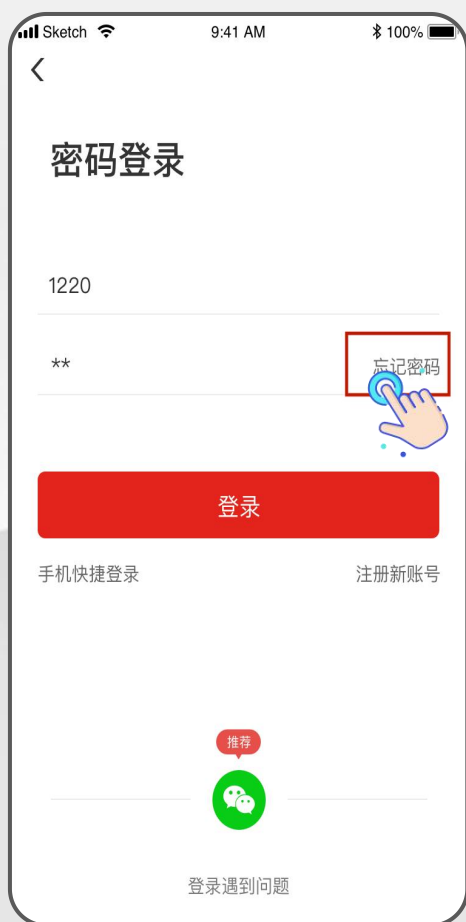 Sketch 9:41 AM 100%
密码登录
1220
** 忘记密码
登录
手机快捷登录 注册新账号
推荐
登录遇到问题